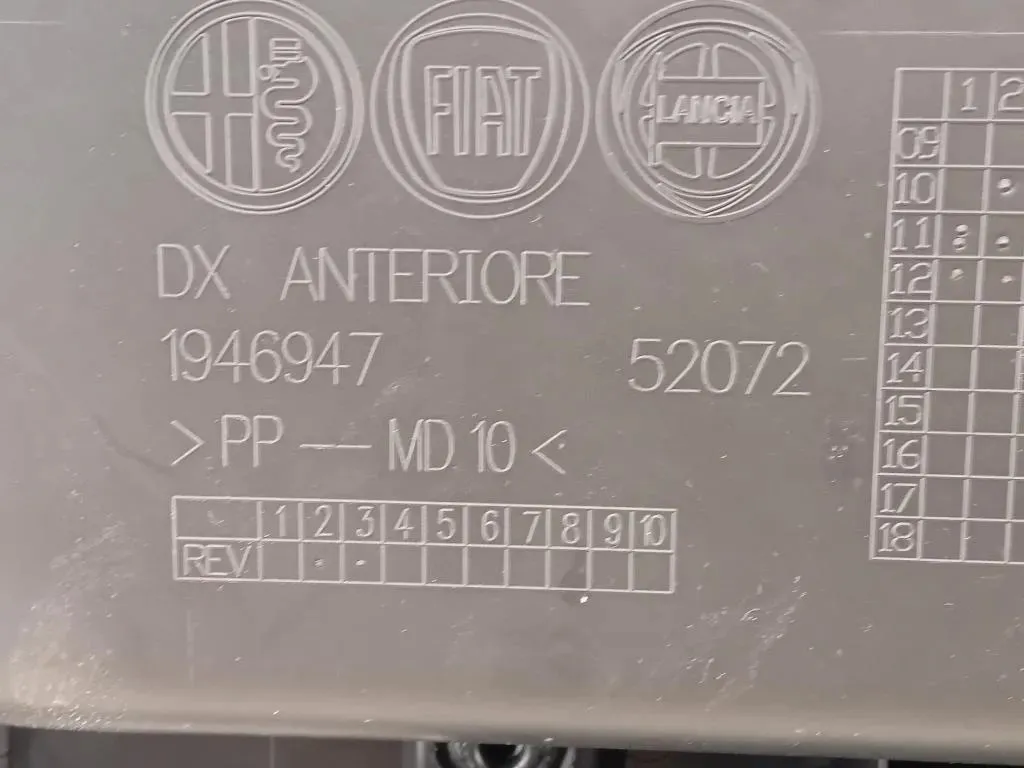 FIAT
LANCIA
DX ANTERIORE
1946947 52072
>PP — MD 10<
1 2 3 4 5 6 7 8 9 10
REV
1 2
09
10
11
12
13
14
15
16
17
18